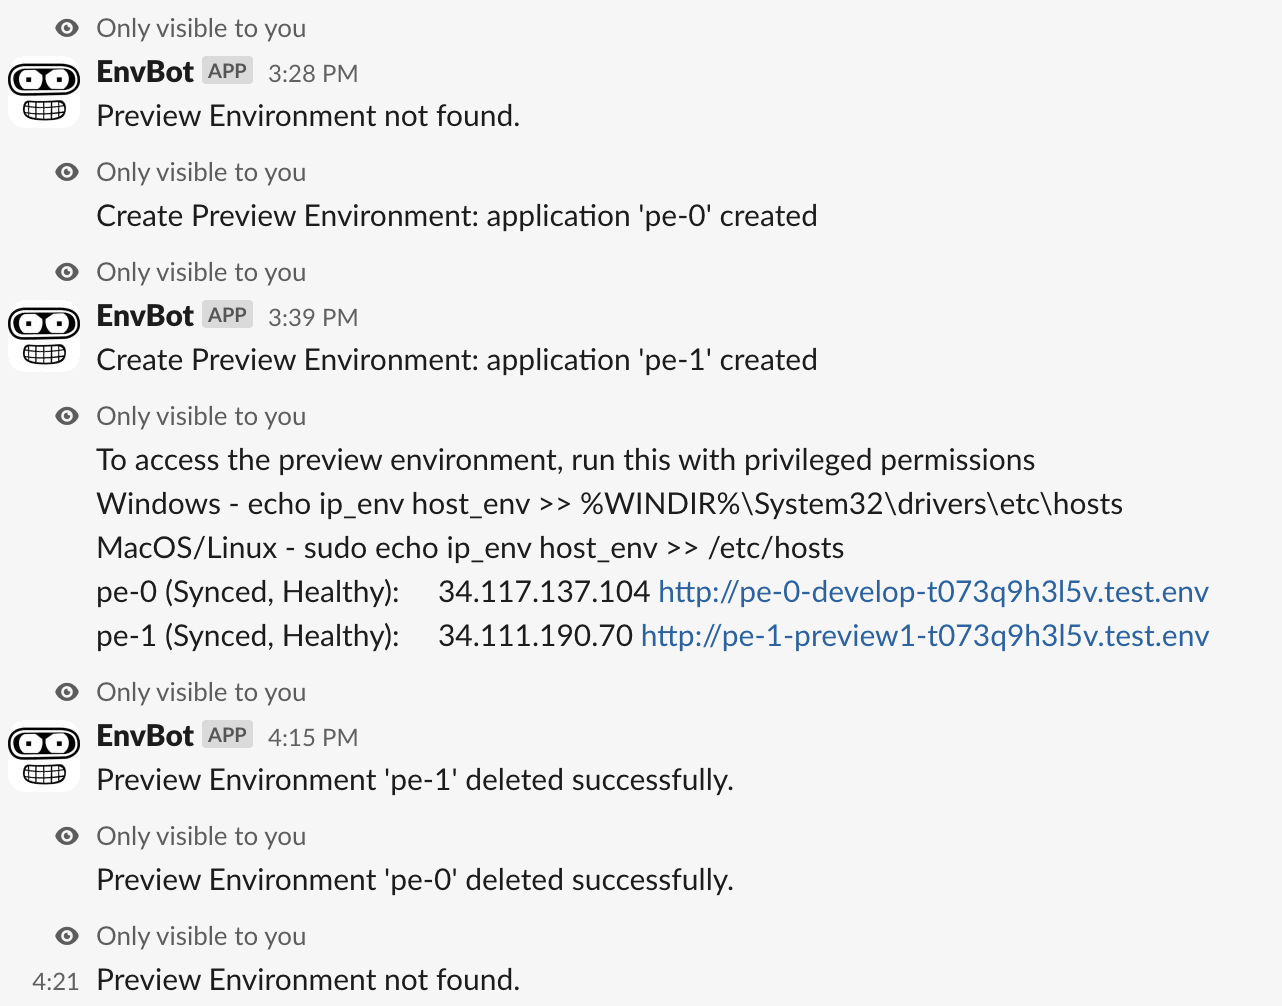 Only visible to you
EnvBot APP 3:28 PM
Preview Environment not found.
Only visible to you
Create Preview Environment: application 'pe-0' created
Only visible to you
EnvBot APP 3:39 PM
Create Preview Environment: application 'pe-1' created
Only visible to you
To access the preview environment, run this with privileged permissions
Windows - echo ip_env host_env >> %WINDIR%\System32\drivers\etc\hosts
MacOS/Linux - sudo echo ip_env host_env >> /etc/hosts
pe-0 (Synced, Healthy): 34.117.137.104 http://pe-0-develop-t073q9h3l5v.test.env
pe-1 (Synced, Healthy): 34.111.190.70 http://pe-1-preview1-t073q9h3l5v.test.env
Only visible to you
EnvBot APP 4:15 PM
Preview Environment 'pe-1' deleted successfully.
Only visible to you
Preview Environment 'pe-0' deleted successfully.
Only visible to you
4:21 Preview Environment not found.